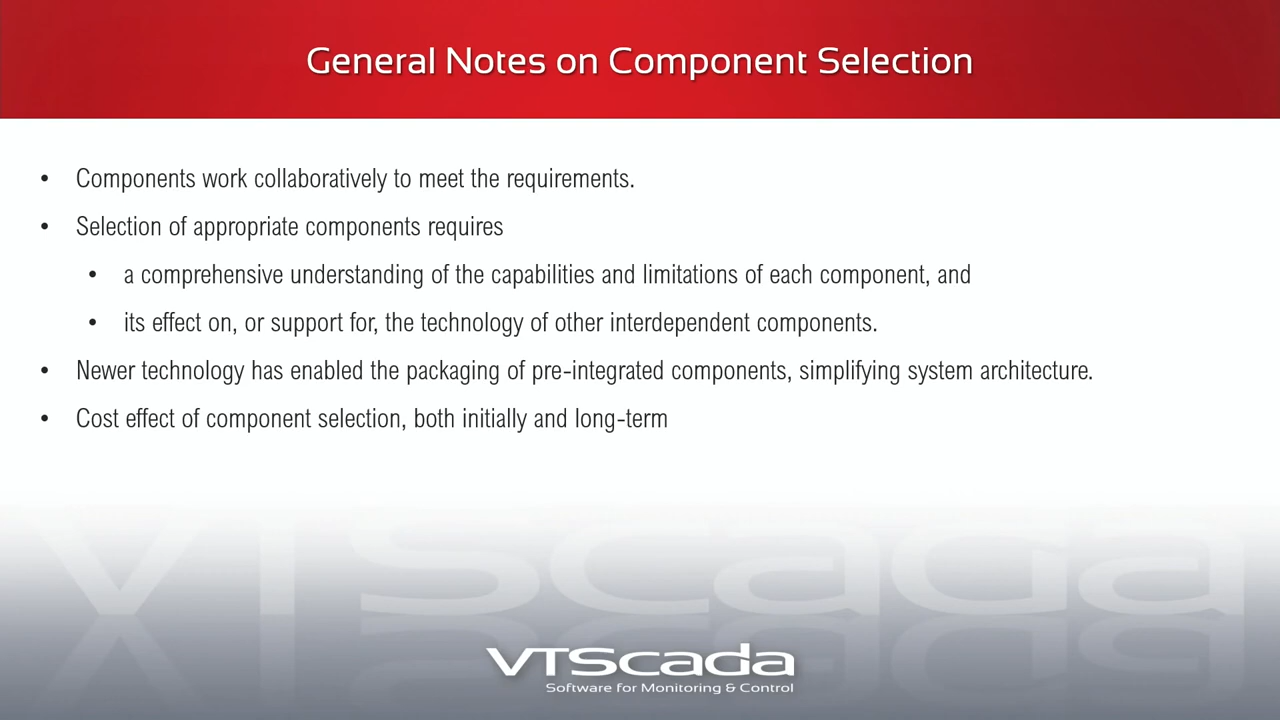 General Notes on Component Selection
• Components work collaboratively to meet the requirements.
• Selection of appropriate components requires
• a comprehensive understanding of the capabilities and limitations of each component, and
• its effect on, or support for, the technology of other interdependent components.
• Newer technology has enabled the packaging of pre-integrated components, simplifying system architecture.
• Cost effect of component selection, both initially and long-term
VTScada
VTScada
Software for Monitoring & Control